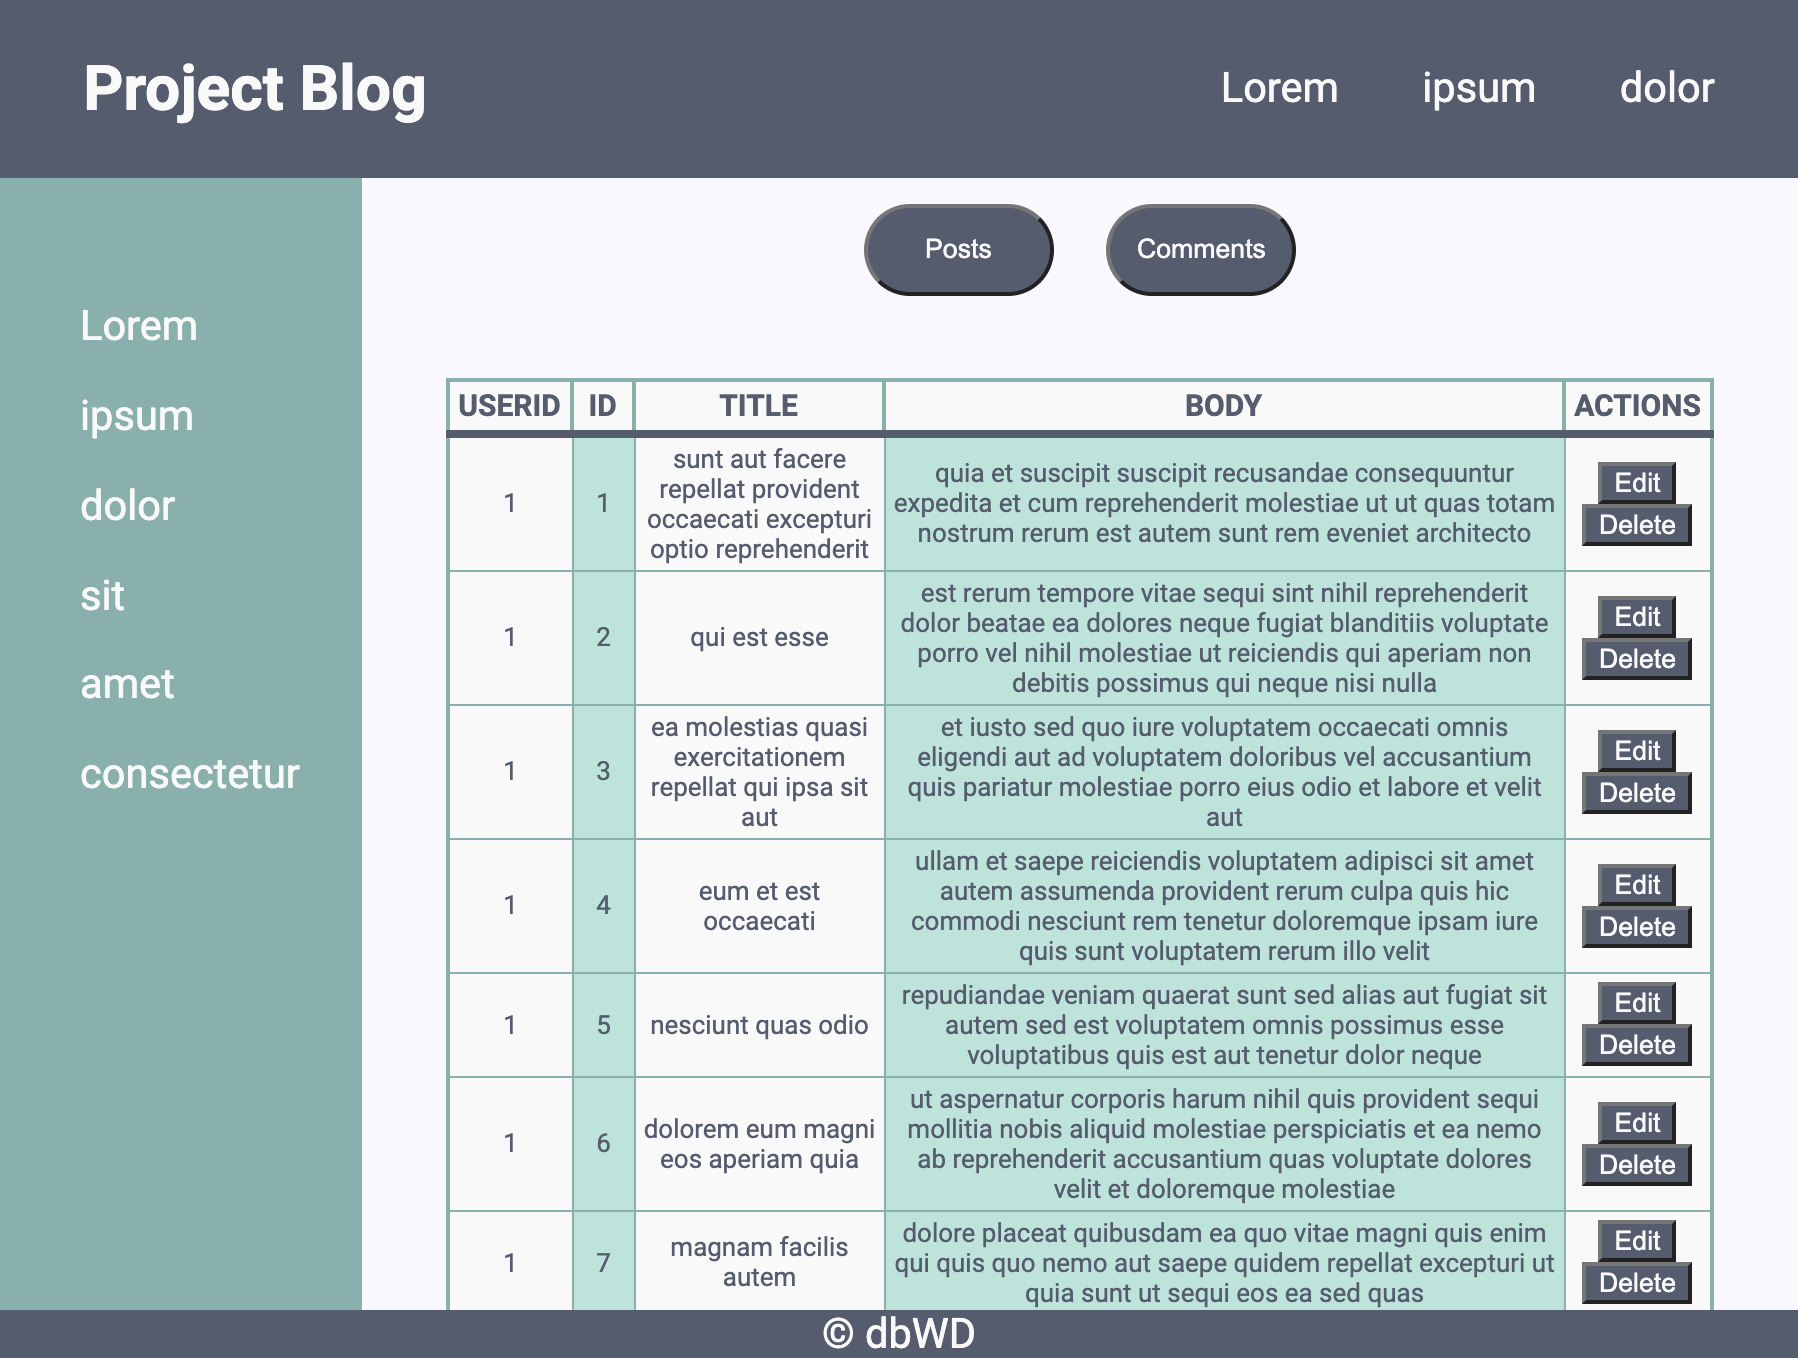 Project Blog
Lorem ipsum dolor
Posts Comments
Lorem
ipsum
dolor
sit
amet
consectetur
USERID ID TITLE BODY ACTIONS
1
1
sunt aut facere
repellat provident
occaecati excepturi
optio reprehenderit
quia et suscipit suscipit recusandae consequuntur
expedita et cum reprehenderit molestiae ut ut quas totam
nostrum rerum est autem sunt rem eveniet architecto
Edit
Delete
1
2
qui est esse
est rerum tempore vitae sequi sint nihil reprehenderit
dolor beatae ea dolores neque fugiat blanditiis voluptate
porro vel nihil molestiae ut reiciendis qui aperiam non
debitis possimus qui neque nisi nulla
Edit
Delete
1
3
ea molestias quasi
exercitationem
repellat qui ipsa sit
aut
et iusto sed quo iure voluptatem occaecati omnis
eligendi aut ad voluptatem doloribus vel accusantium
quis pariatur molestiae porro eius odio et labore et velit
aut
Edit
Delete
1
4
eum et est
occaecati
ullam et saepe reiciendis voluptatem adipisci sit amet
autem assumenda provident rerum culpa quis hic
commodi nesciunt rem tenetur doloremque ipsam iure
quis sunt voluptatem rerum illo velit
Edit
Delete
1
5
nesciunt quas odio
repudiandae veniam quaerat sunt sed alias aut fugiat sit
autem sed est voluptatem omnis possimus esse
voluptatibus quis est aut tenetur dolor neque
Edit
Delete
1
6
dolorem eum magni
eos aperiam quia
ut aspernatur corporis harum nihil quis provident sequi
mollitia nobis aliquid molestiae perspiciatis et ea nemo
ab reprehenderit accusantium quas voluptate dolores
velit et doloremque molestiae
Edit
Delete
1
7
magnam facilis
autem
dolore placeat quibusdam ea quo vitae magni quis enim
qui quis quo nemo aut saepe quidem repellat excepturi ut
quia sunt ut sequi eos ea sed quas
Edit
Delete
© dbWD